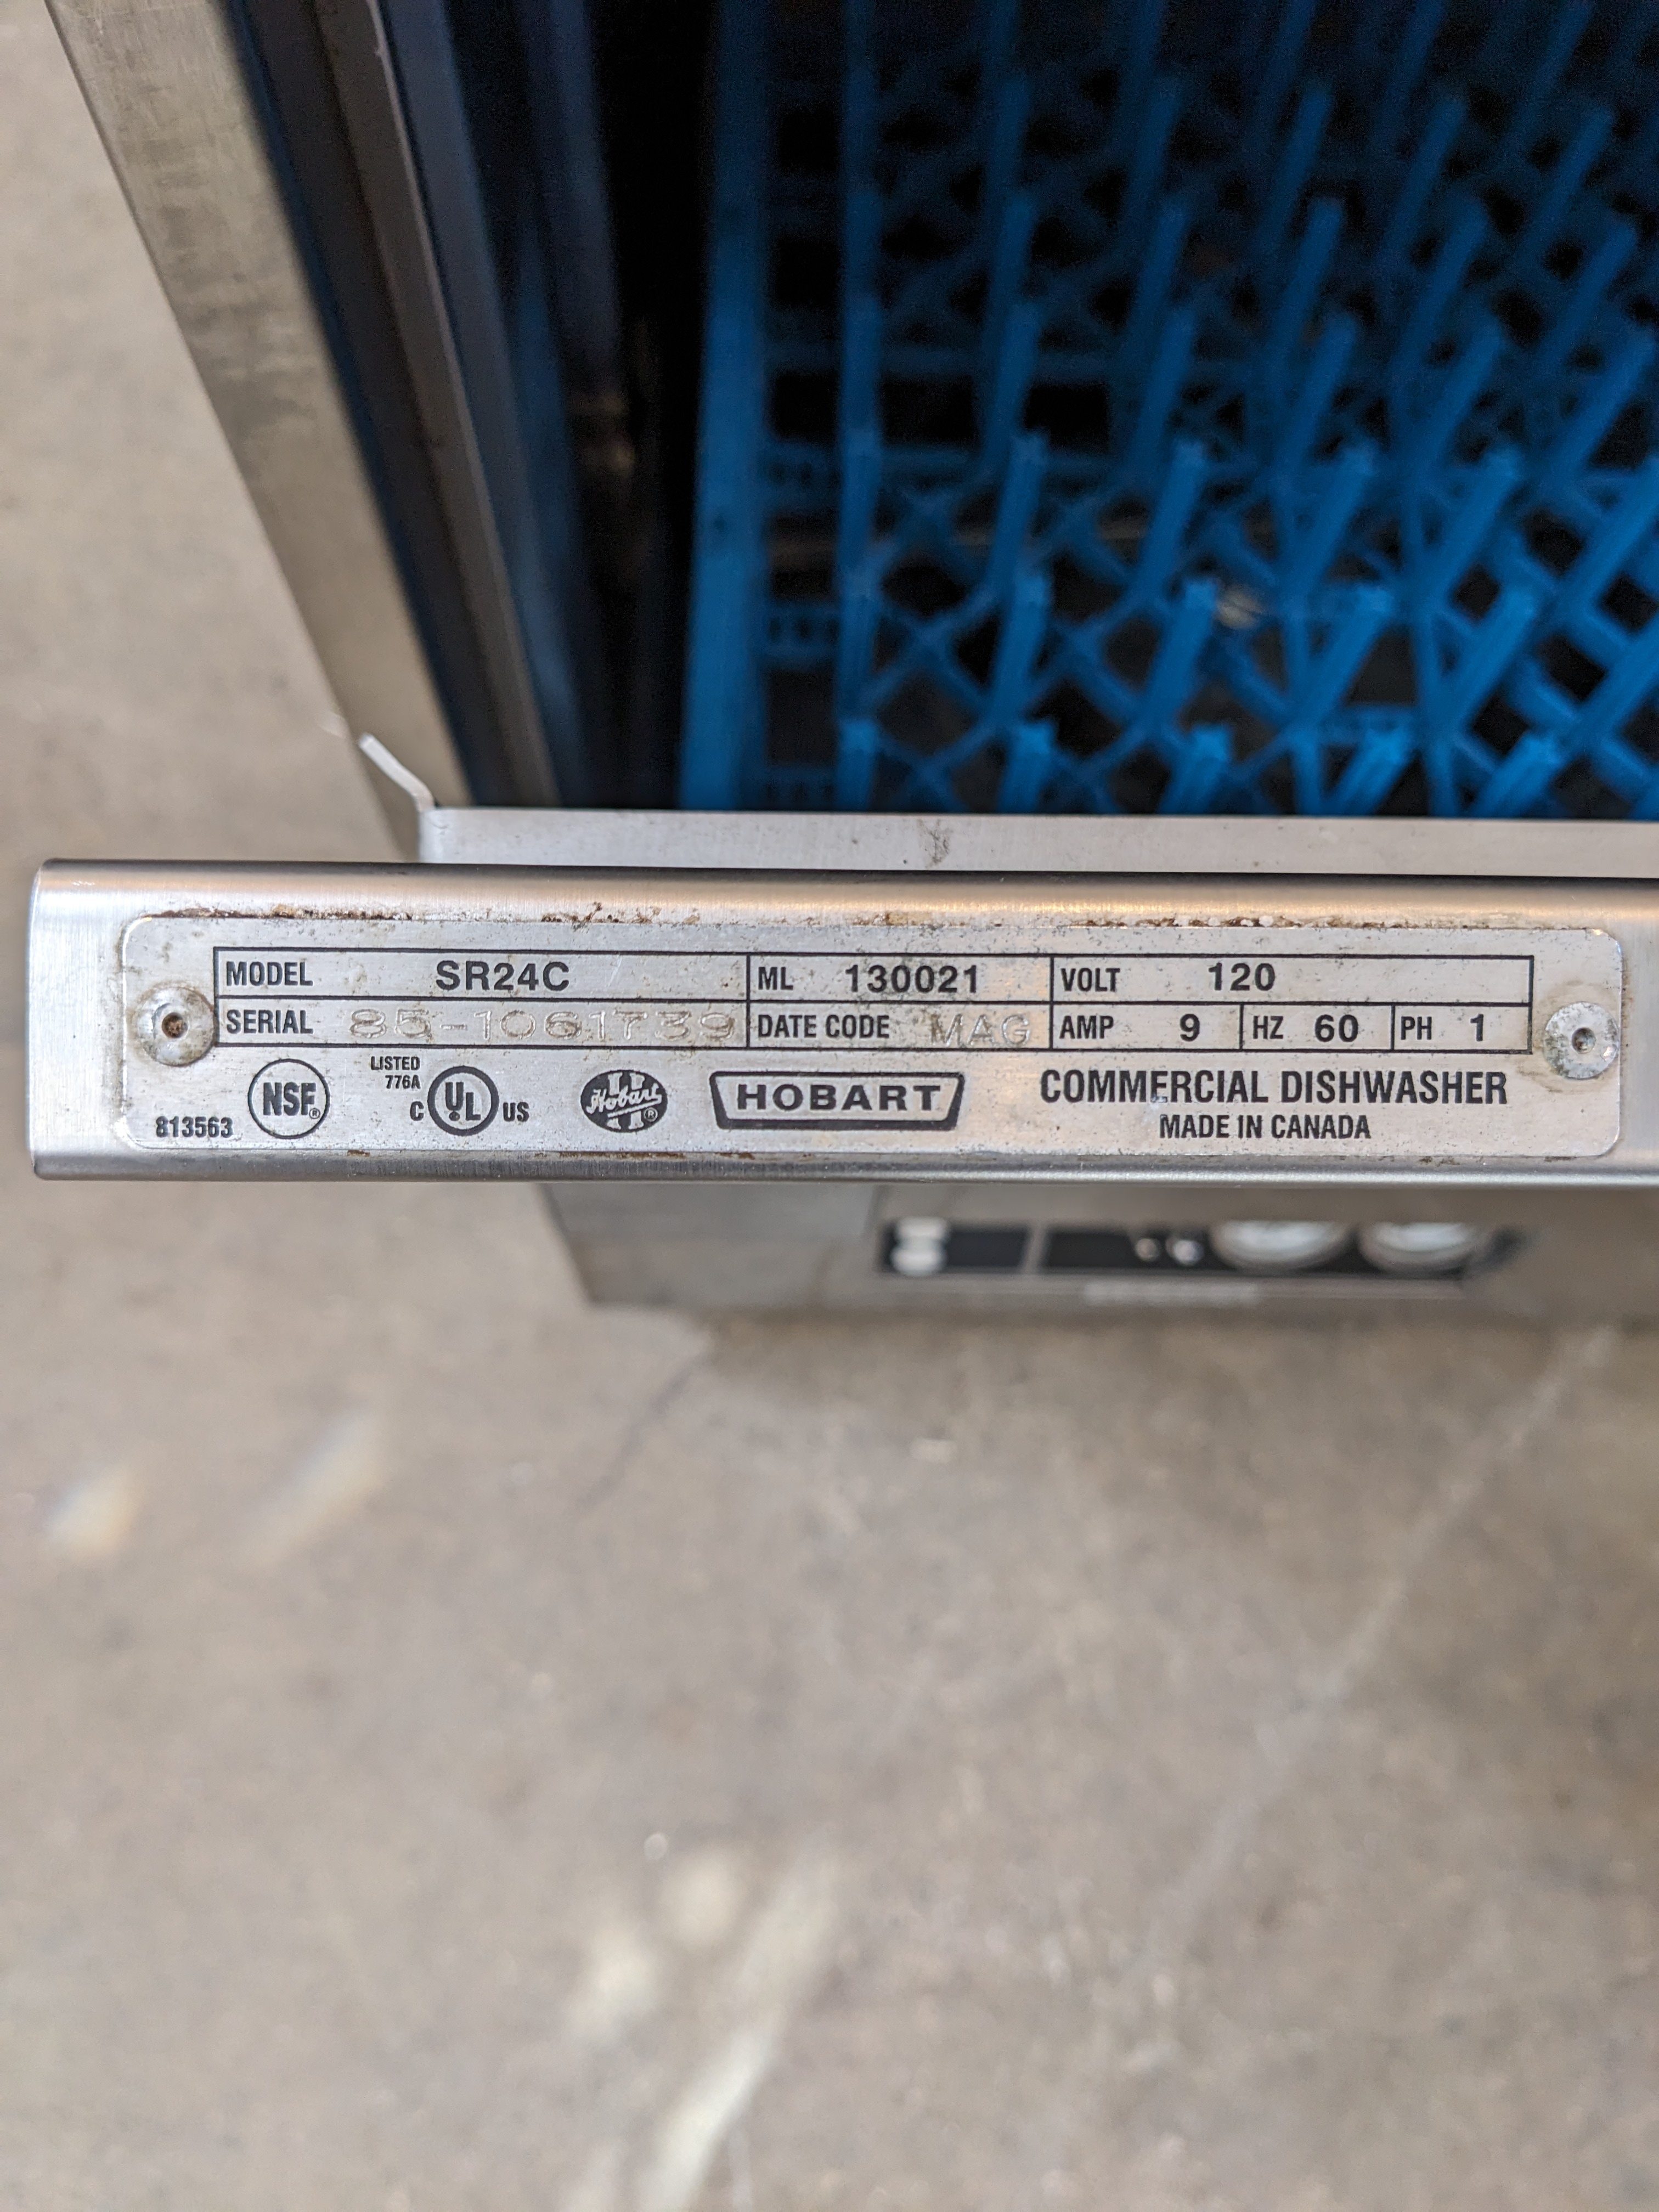 MODEL SR24C ML 130021 VOLT 120
SERIAL 85-1061739 DATE CODE MAG AMP 9 HZ 60 PH 1
813563 NSF® LISTED 776A C UL US Hobart® HOBART COMMERCIAL DISHWASHER
MADE IN CANADA